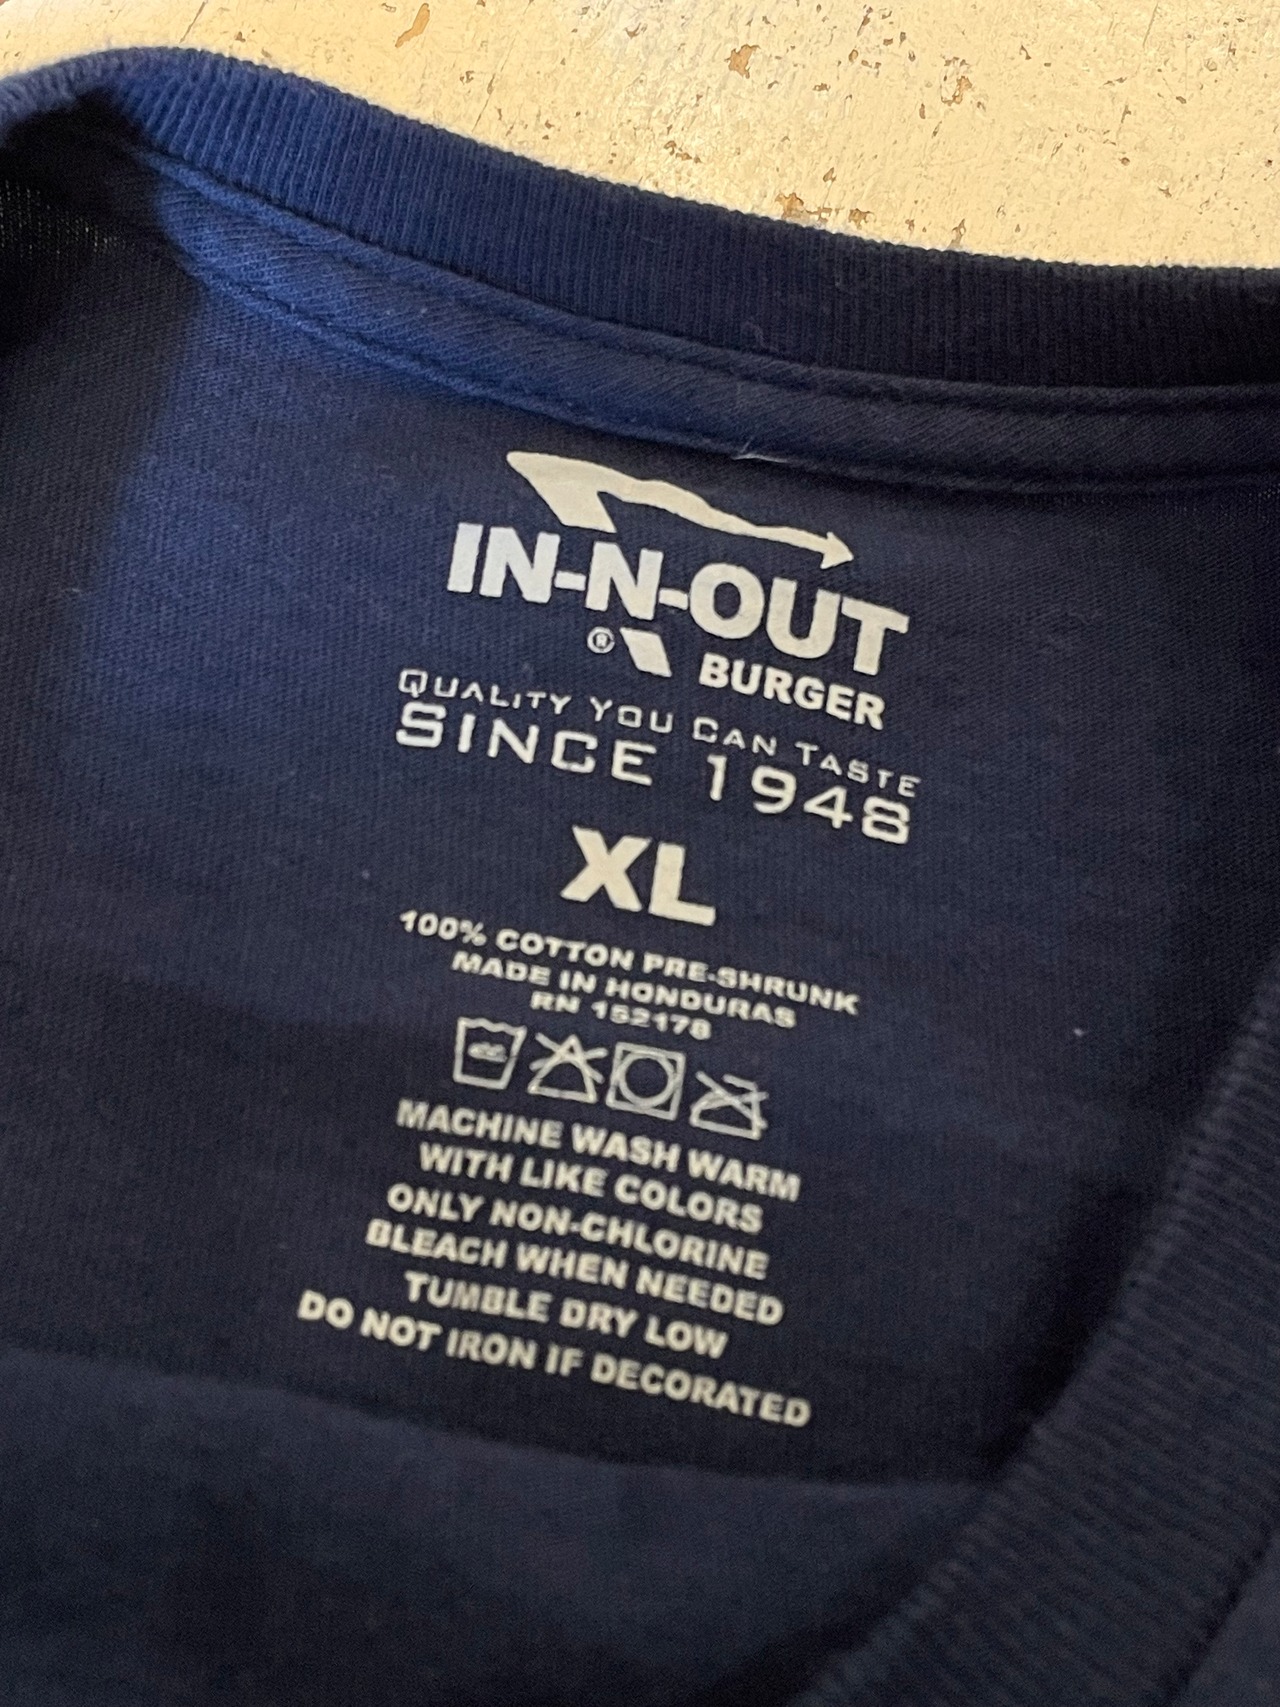 IN-N-OUT
®
BURGER
QUALITY YOU CAN TASTE
SINCE 1948
XL
100% COTTON PRE-SHRUNK
MADE IN HONDURAS
RN 152178
MACHINE WASH WARM
WITH LIKE COLORS
ONLY NON-CHLORINE
BLEACH WHEN NEEDED
TUMBLE DRY LOW
DO NOT IRON IF DECORATED